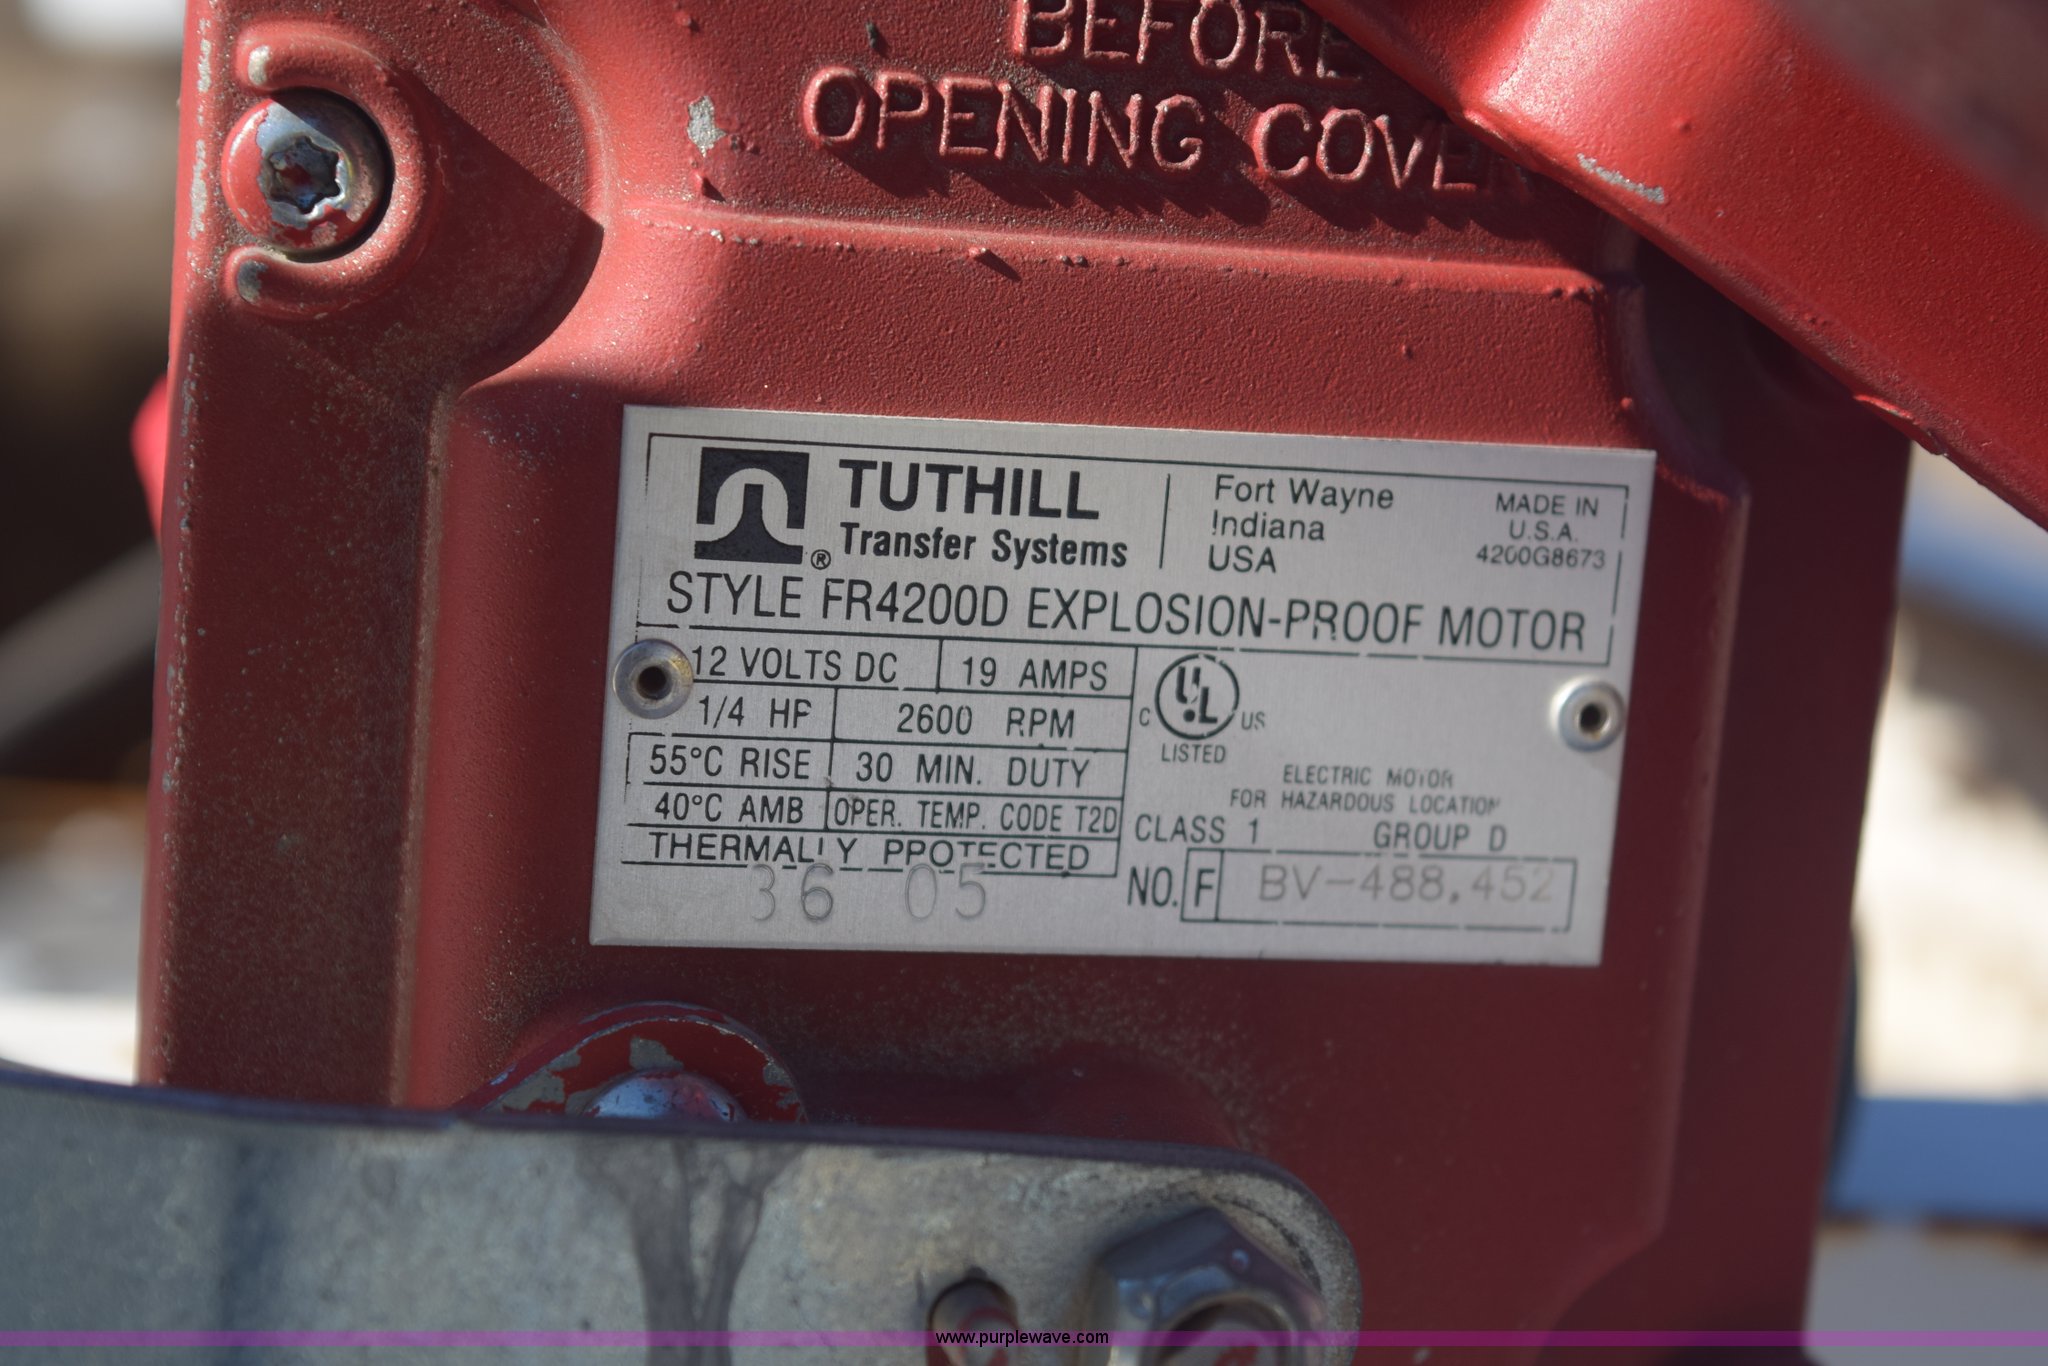 BEFORE
OPENING COVER
TUTHILL
Transfer Systems
®
Fort Wayne
Indiana
USA
MADE IN
U.S.A.
4200G8673
STYLE FR4200D EXPLOSION-PROOF MOTOR
12 VOLTS DC 19 AMPS
1/4 HP 2600 RPM
55°C RISE 30 MIN. DUTY
40°C AMB OPER. TEMP. CODE T2D
THERMALLY PROTECTED
36 05
C UL US
LISTED
ELECTRIC MOTOR
FOR HAZARDOUS LOCATION
CLASS 1 GROUP D
NO. F BV-488,452
www.purplewave.com